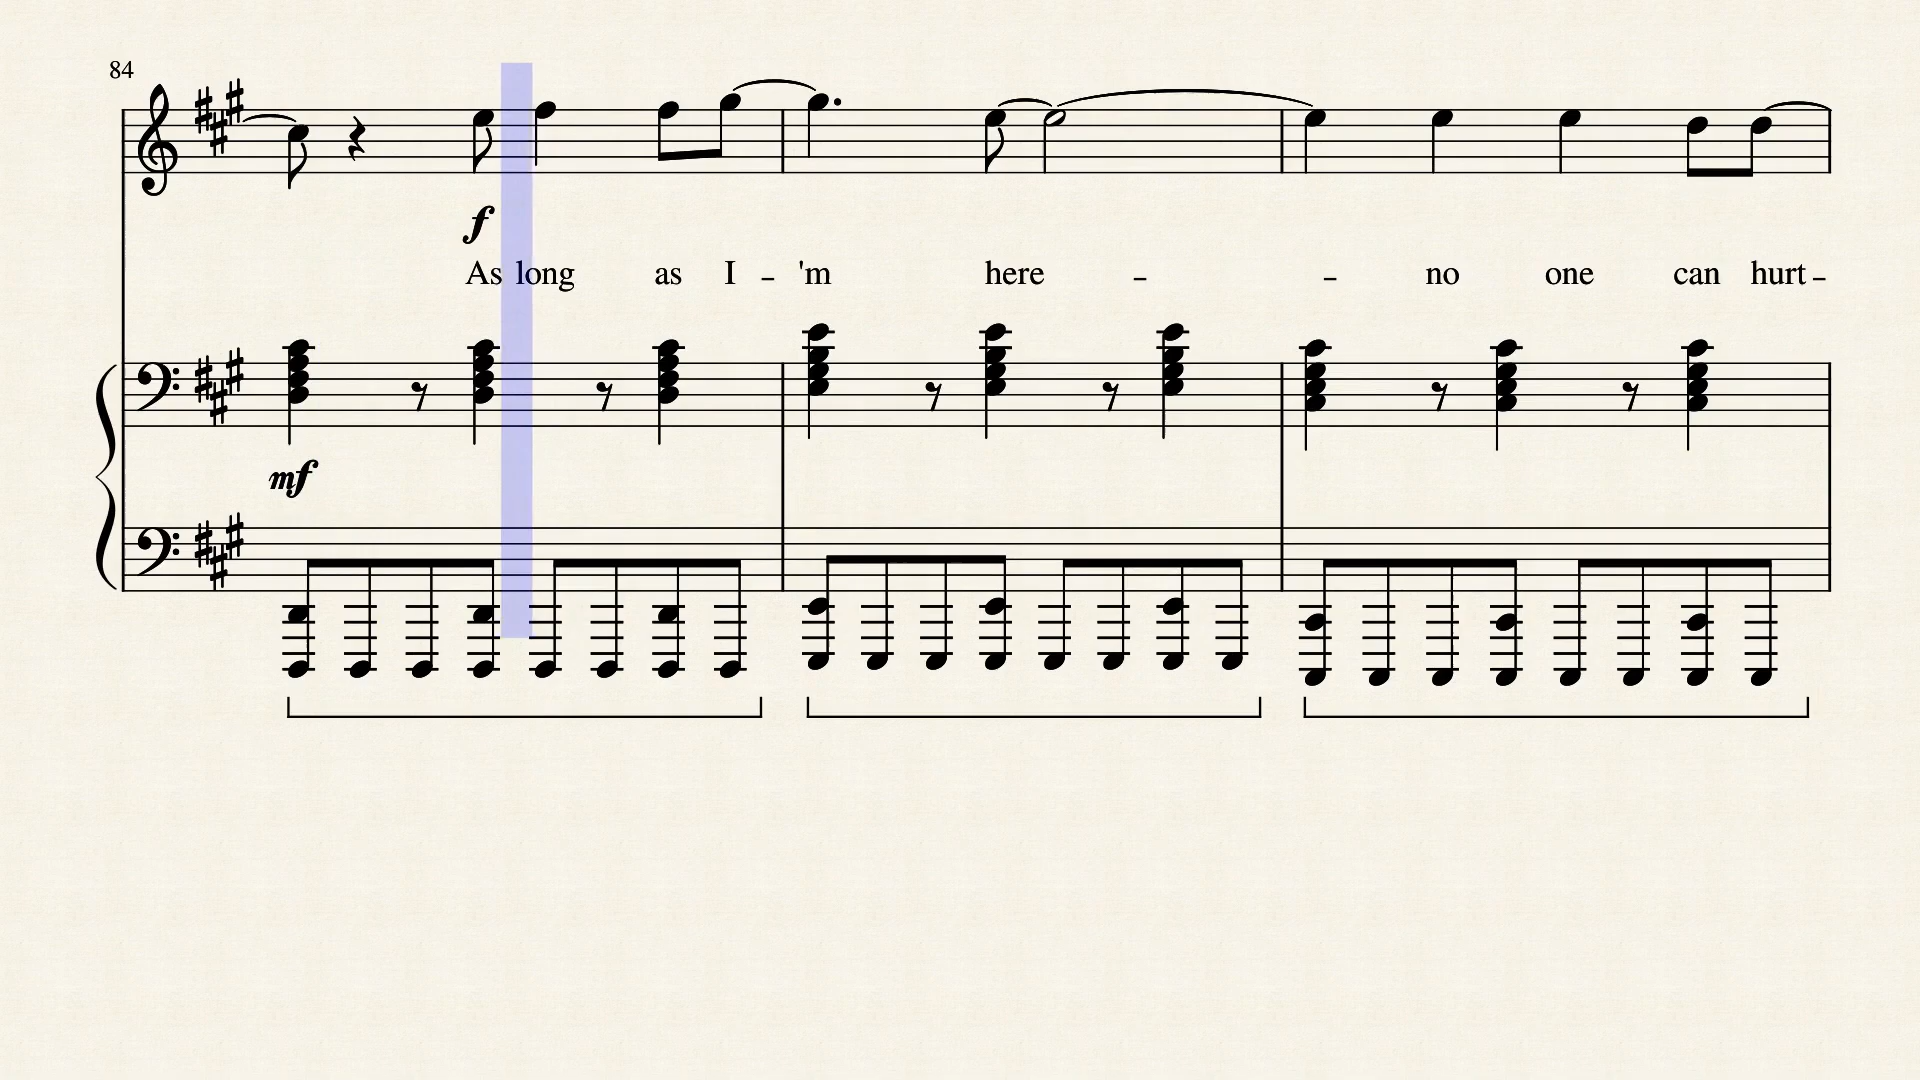 84
f
As long as I - 'm here - - no one can hurt -
mf